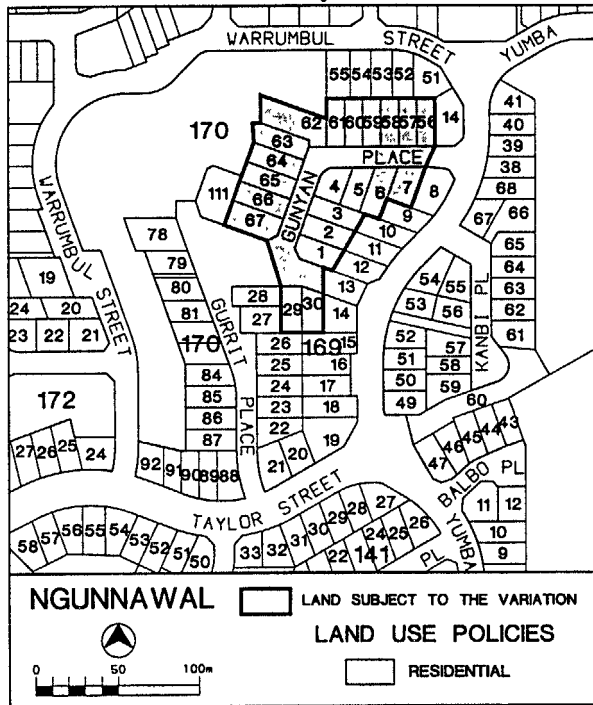 WARRUMBUL STREET YUMBA
55 54 53 52 51
41
170 62 61 60 59 58 57 56 14
40
63
39
64 PLACE
38
65 4 5 6 7 8
68
111 66 3 9
67 66
67 GUNYAN 2 10
65
78 1 11
64
WARRUMBUL STREET 79 12 54 55 KANBI PL
63
19 80 13 53 56
62
24 20 28 29 30 14
61
23 22 21 81 GURRIT PLACE 27 52 57
170 26 169 15 51 58
25 16 50 59
172 84 24 17 49 60
85 23 18
86 22 19
87 21 20
27 26 25 24 92 91 90 89 88
47 46 45 44 43
BALBO PL
TAYLOR STREET
11 12
58 57 56 55 54 53 52 51 50
33 32 31 30 29 28 27
22 24 25 26
141
PL YUMBA
10
9
NGUNNAWAL LAND SUBJECT TO THE VARIATION
LAND USE POLICIES
0 50 100m
RESIDENTIAL